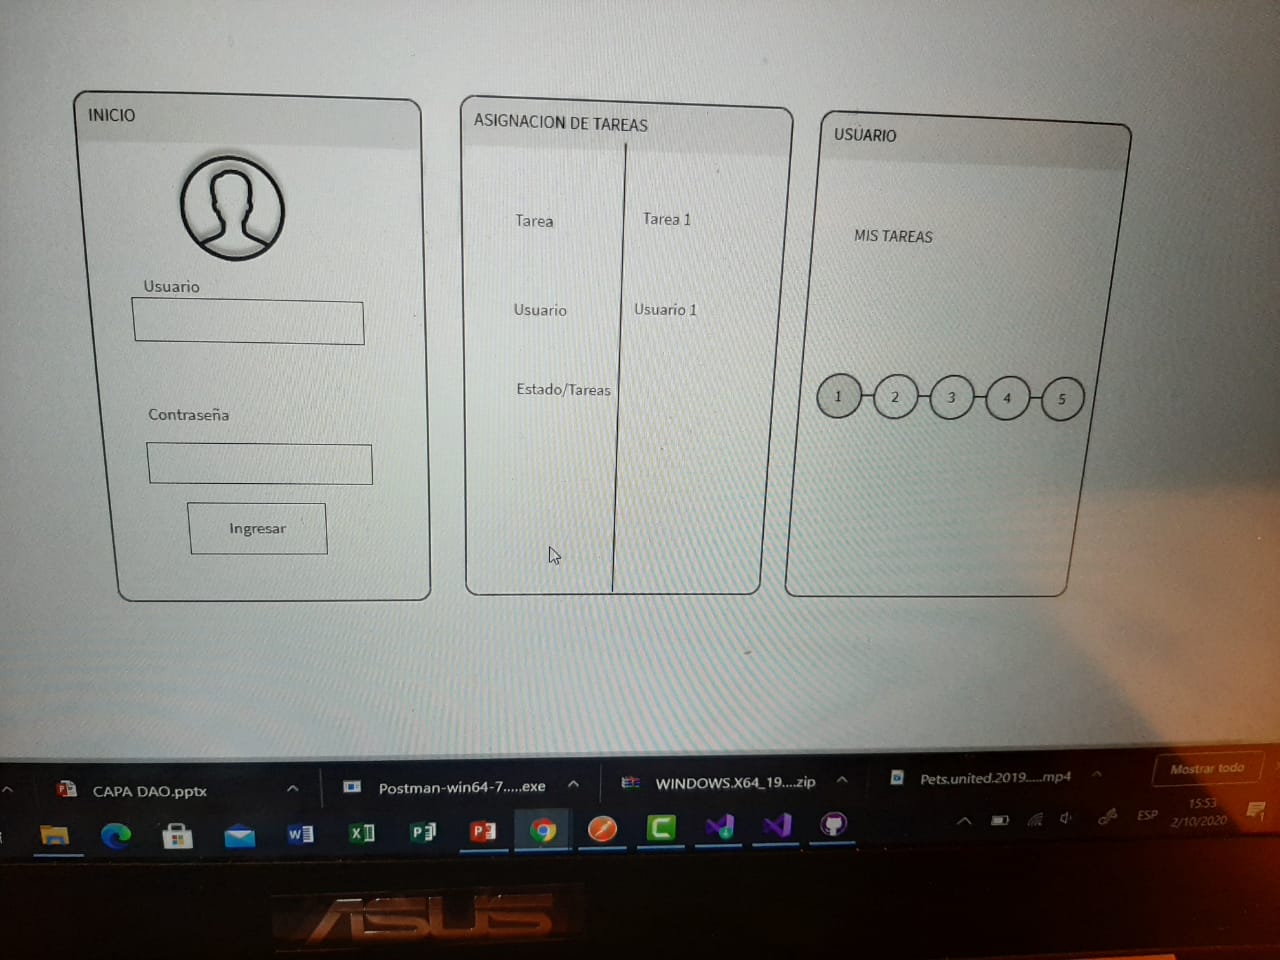 INICIO
Usuario
Contraseña
Ingresar
ASIGNACION DE TAREAS
Tarea
Tarea 1
Usuario
Usuario 1
Estado/Tareas
USUARIO
MIS TAREAS
1 2 3 4 5
CAPA DAO.pptx
Postman-win64-7.....exe
WINDOWS.X64_19....zip
Pets.united.2019.....mp4
Mostrar todo
ESP
15:53
2/10/2020
ASUS